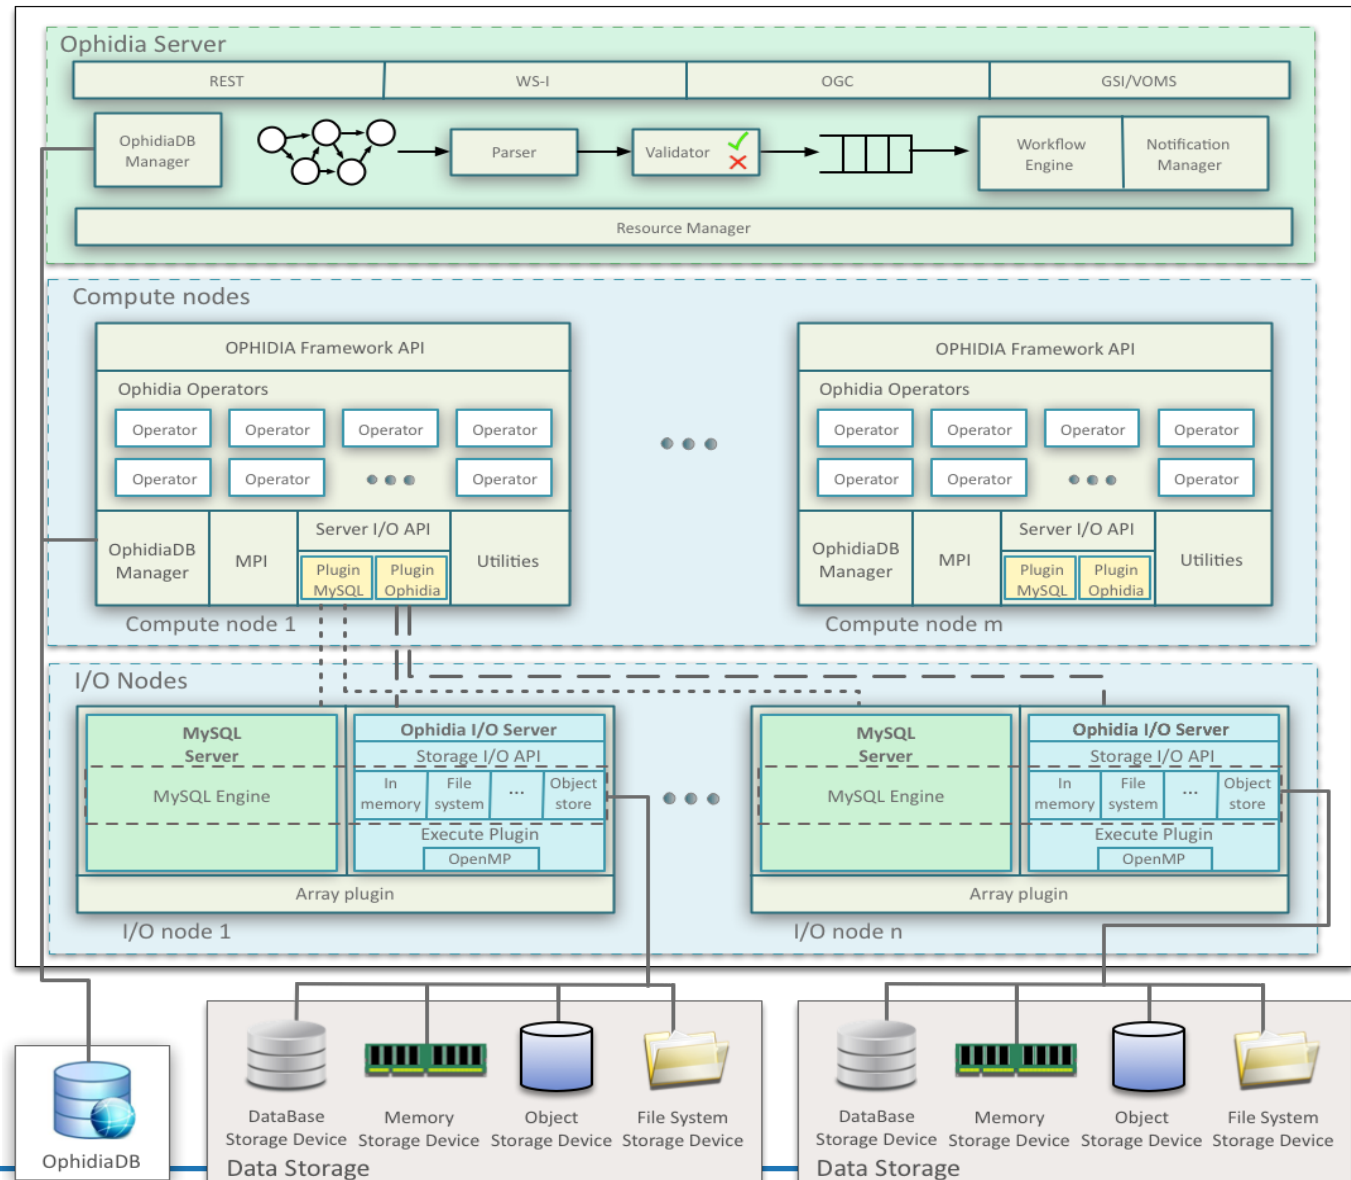 Ophidia Server
REST WS-I OGC GSI/VOMS
OphidiaDB
Manager
Parser
Validator
Workflow
Engine
Notification
Manager
Resource Manager
Compute nodes
OPHIDIA Framework API
Ophidia Operators
Operator Operator Operator Operator
Operator Operator Operator
OphidiaDB
Manager
MPI
Server I/O API
Plugin
MySQL
Plugin
Ophidia
Utilities
Compute node 1
OPHIDIA Framework API
Ophidia Operators
Operator Operator Operator Operator
Operator Operator Operator
OphidiaDB
Manager
MPI
Server I/O API
Plugin
MySQL
Plugin
Ophidia
Utilities
Compute node m
I/O Nodes
MySQL
Server
MySQL Engine
Ophidia I/O Server
Storage I/O API
In
memory
File
system
...
Object
store
Execute Plugin
OpenMP
Array plugin
I/O node 1
MySQL
Server
MySQL Engine
Ophidia I/O Server
Storage I/O API
In
memory
File
system
...
Object
store
Execute Plugin
OpenMP
Array plugin
I/O node n
OphidiaDB
DataBase
Storage Device
Memory
Storage Device
Object
Storage Device
File System
Storage Device
Data Storage
DataBase
Storage Device
Memory
Storage Device
Object
Storage Device
File System
Storage Device
Data Storage